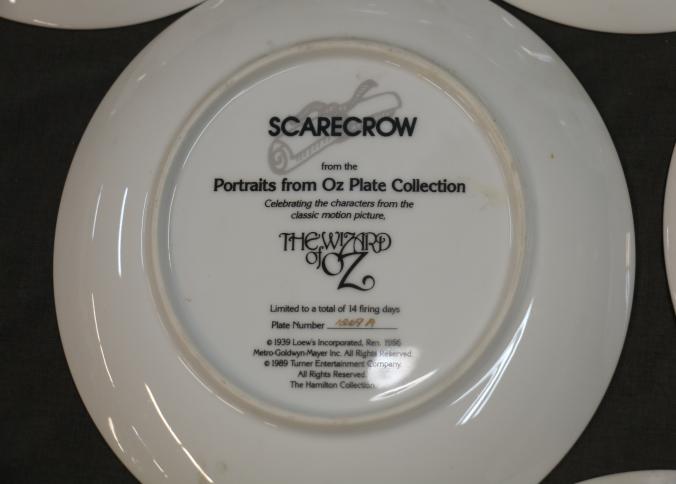 SCARECROW
from the
Portraits from Oz Plate Collection
Celebrating the characters from the
classic motion picture,
THE WIZARD
of OZ
Limited to a total of 14 firing days
Plate Number
© 1939 Loew's Incorporated, Ren. 1966
Metro-Goldwyn-Mayer Inc. All Rights Reserved.
© 1989 Turner Entertainment Company.
All Rights Reserved.
The Hamilton Collection.